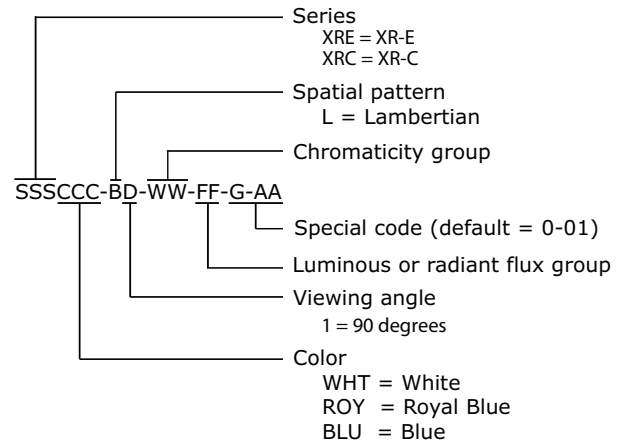 Series
XRE = XR-E
XRC = XR-C
Spatial pattern
L = Lambertian
Chromaticity group
SSSCCC-BD-WW-FF-G-AA
Special code (default = 0-01)
Luminous or radiant flux group
Viewing angle
1 = 90 degrees
Color
WHT = White
ROY = Royal Blue
BLU = Blue